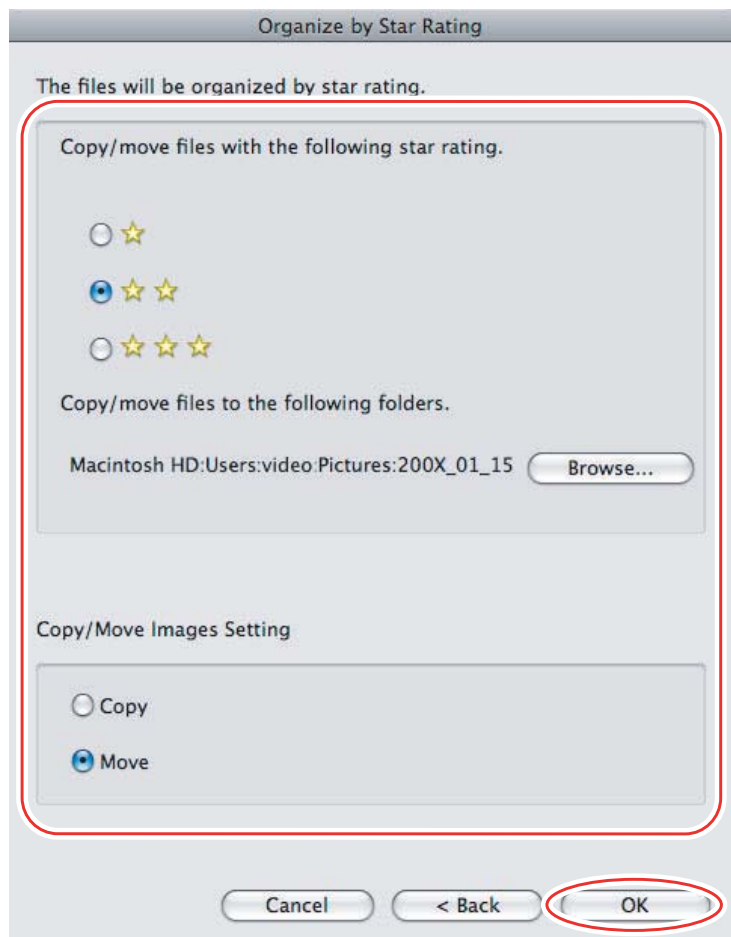 Organize by Star Rating
The files will be organized by star rating.
Copy/move files with the following star rating.
Copy/move files to the following folders.
Macintosh HD:Users:video:Pictures:200X_01_15
Browse...
Copy/Move Images Setting
Copy
Move
Cancel
< Back
OK